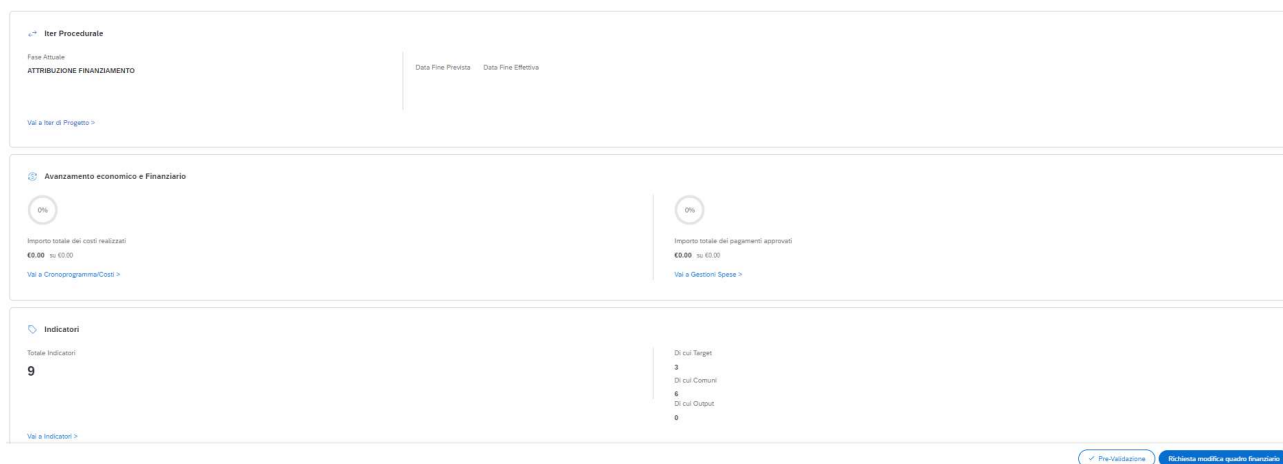 Iter Procedurale
Fase Attuale
ATTRIBUZIONE FINANZIAMENTO
Data Fine Prevista Data Fine Effettiva
Vai a Iter di Progetto >
Avanzamento economico e Finanziario
0%
Importo totale dei costi realizzati
€0.00 su €0.00
Vai a Cronoprogramma/Costi >
0%
Importo totale dei pagamenti approvati
€0.00 su €0.00
Vai a Gestioni Spese >
Indicatori
Totale Indicatori
9
Di cui Target
3
Di cui Comuni
6
Di cui Output
0
Vai a Indicatori >
Pre-Validazione
Richiesta modifica quadro finanziario